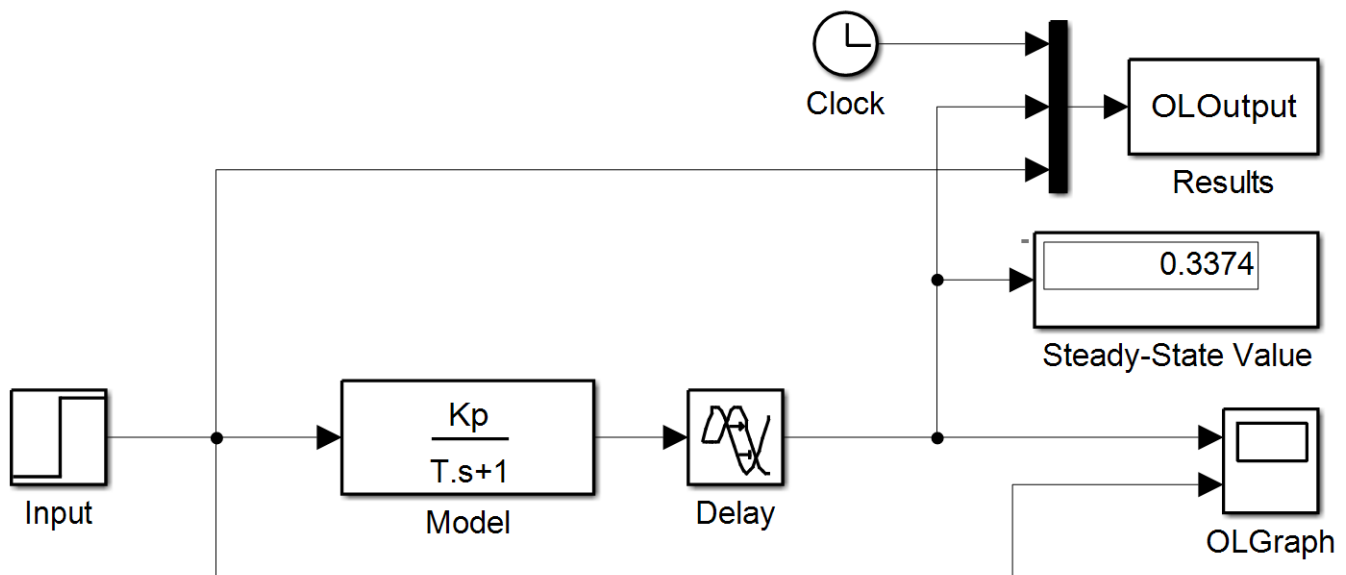 Clock
OLOutput
Results
-
0.3374
Steady-State Value
Input
Kp
T.s+1
Model
Delay
OLGraph